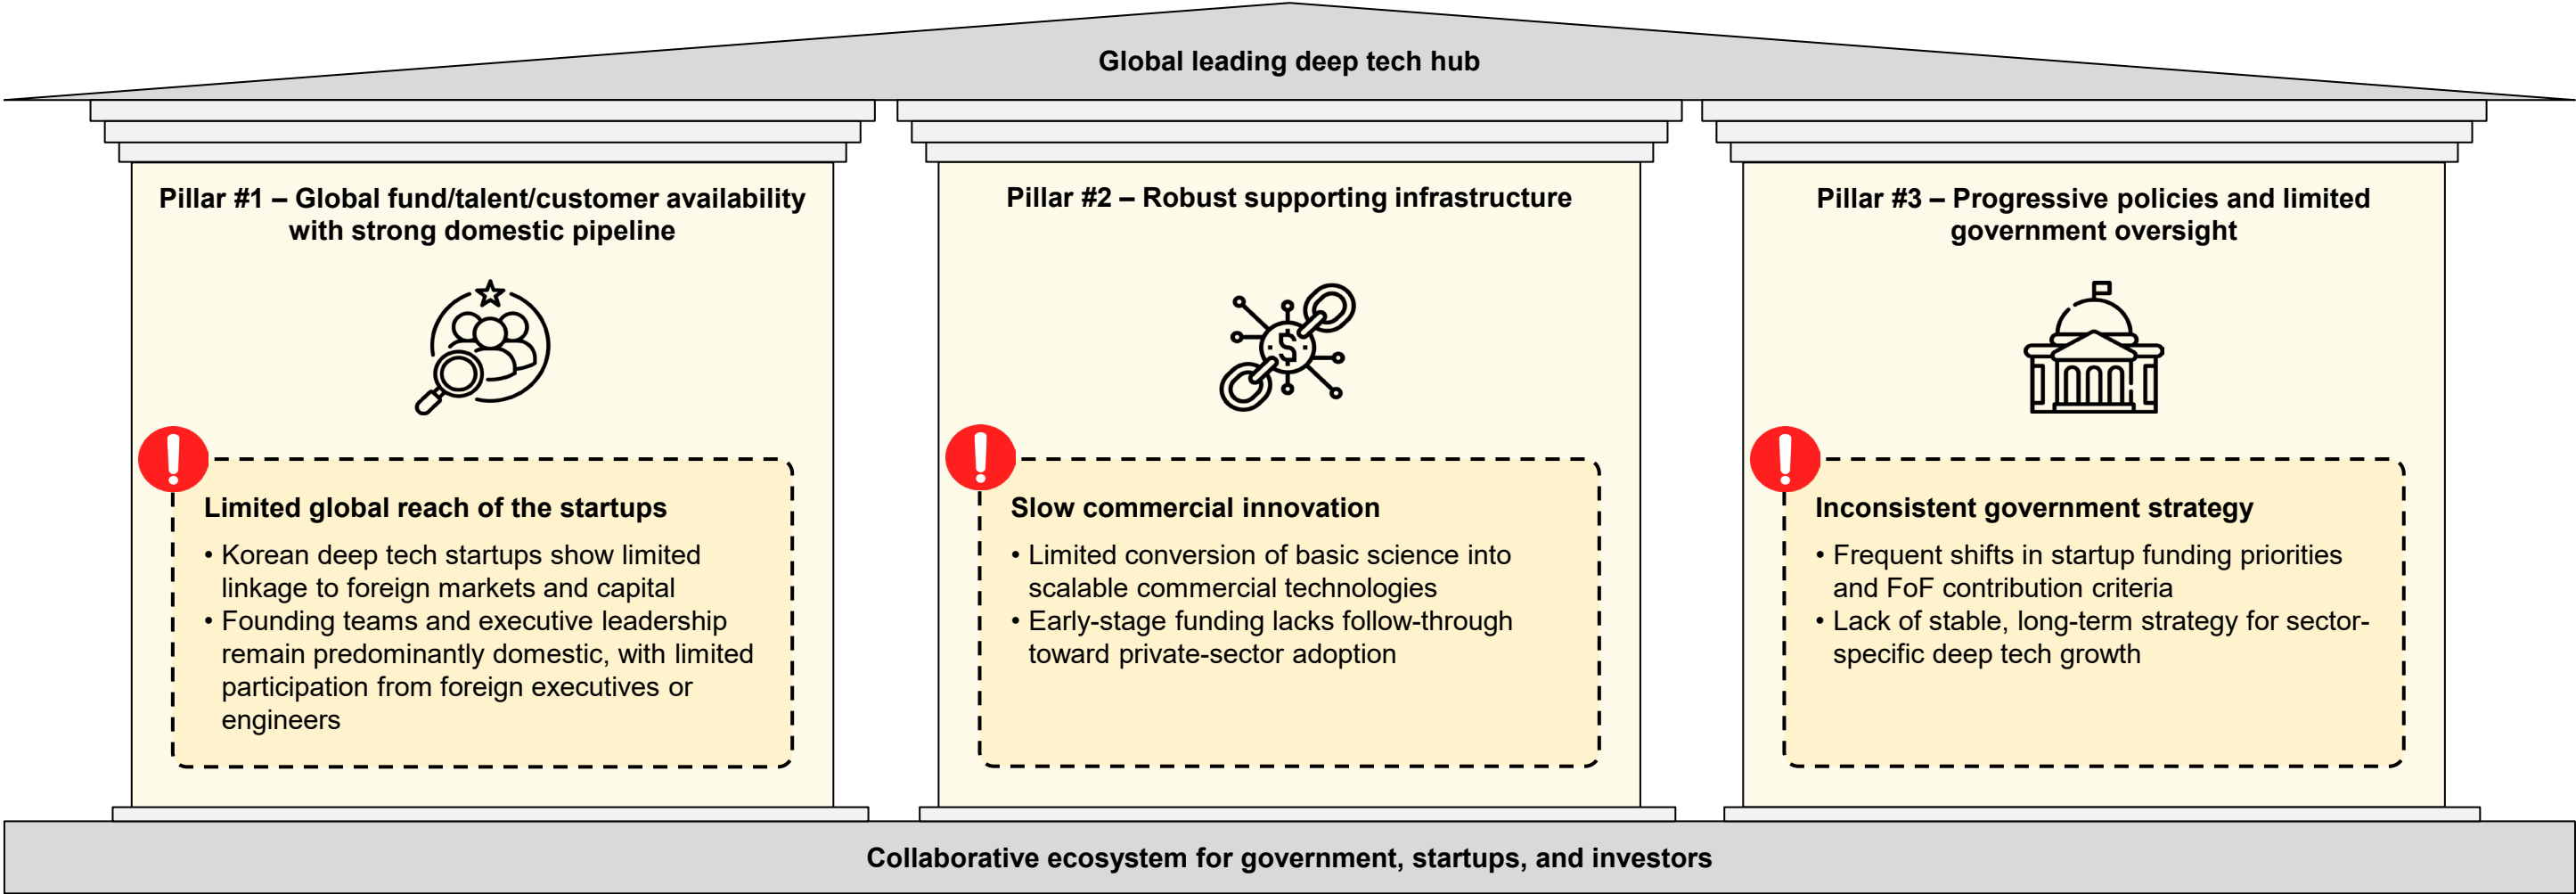 Global leading deep tech hub
Pillar #1 – Global fund/talent/customer availability
with strong domestic pipeline
Limited global reach of the startups
• Korean deep tech startups show limited
linkage to foreign markets and capital
• Founding teams and executive leadership
remain predominantly domestic, with limited
participation from foreign executives or
engineers
Pillar #2 – Robust supporting infrastructure
$
Slow commercial innovation
• Limited conversion of basic science into
scalable commercial technologies
• Early-stage funding lacks follow-through
toward private-sector adoption
Pillar #3 – Progressive policies and limited
government oversight
Inconsistent government strategy
• Frequent shifts in startup funding priorities
and FoF contribution criteria
• Lack of stable, long-term strategy for sector-
specific deep tech growth
Collaborative ecosystem for government, startups, and investors